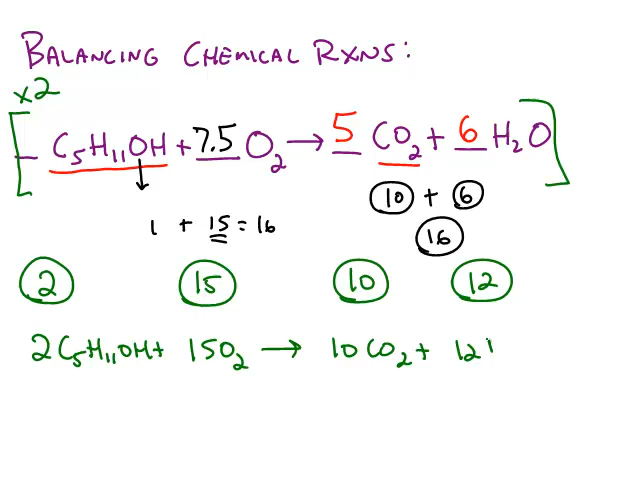 BALANCING CHEMICAL RXNS:
x2
[_ C₅H₁₁OH + 7.5 O₂ → 5 CO₂ + 6 H₂O]
10 + 6
1 + 15 = 16
16
2 15 10 12
2C₅H₁₁OH + 15O₂ → 10CO₂ + 12